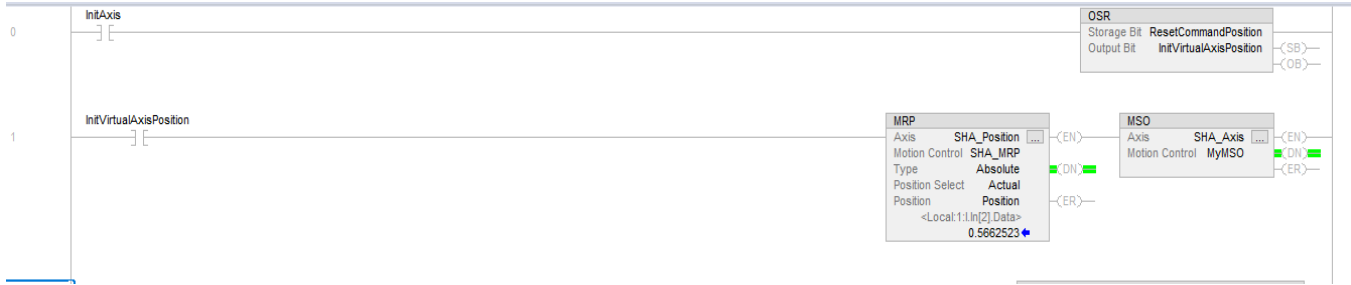 InitAxis
0
OSR
Storage Bit ResetCommandPosition
Output Bit InitVirtualAxisPosition
SB
OB
InitVirtualAxisPosition
1
MRP
Axis SHA_Position ...
Motion Control SHA_MRP
Type Absolute
Position Select Actual
Position Position
<Local:1:I.In[2].Data>
0.5662523
EN
DN
ER
MSO
Axis SHA_Axis ...
Motion Control MyMSO
EN
DN
ER